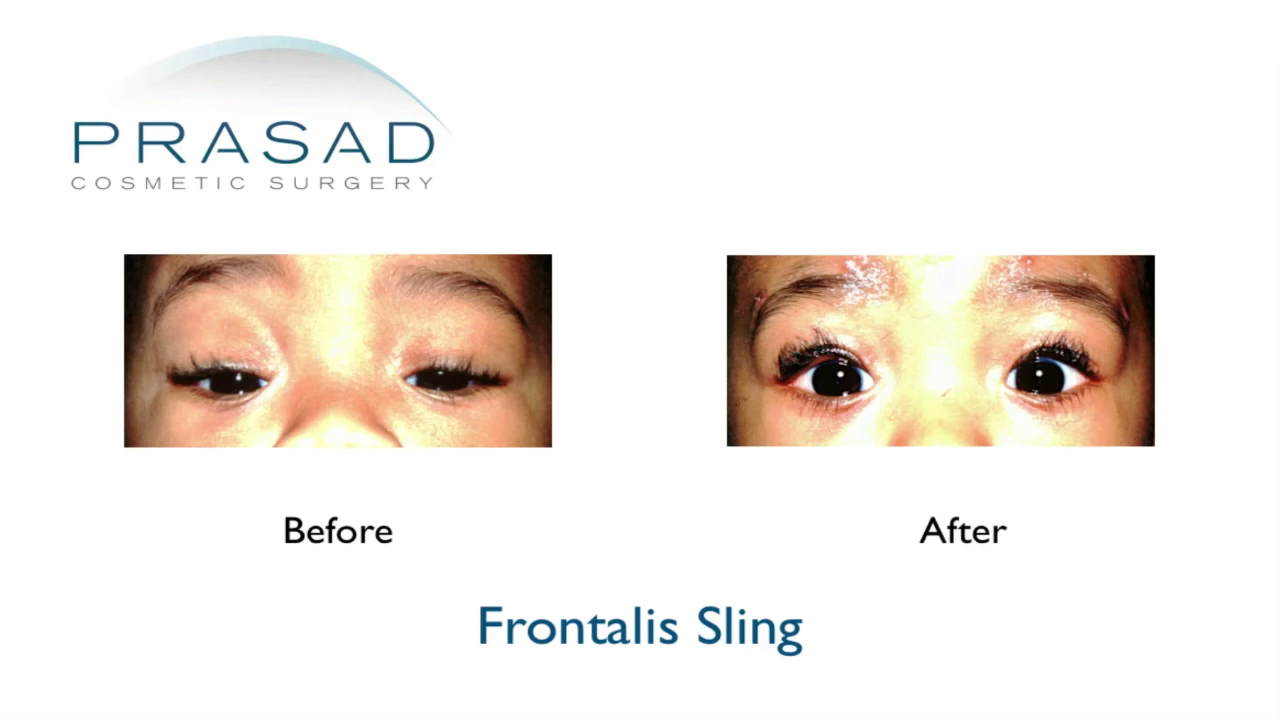 PRASAD
COSMETIC SURGERY
Before
After
Frontalis Sling